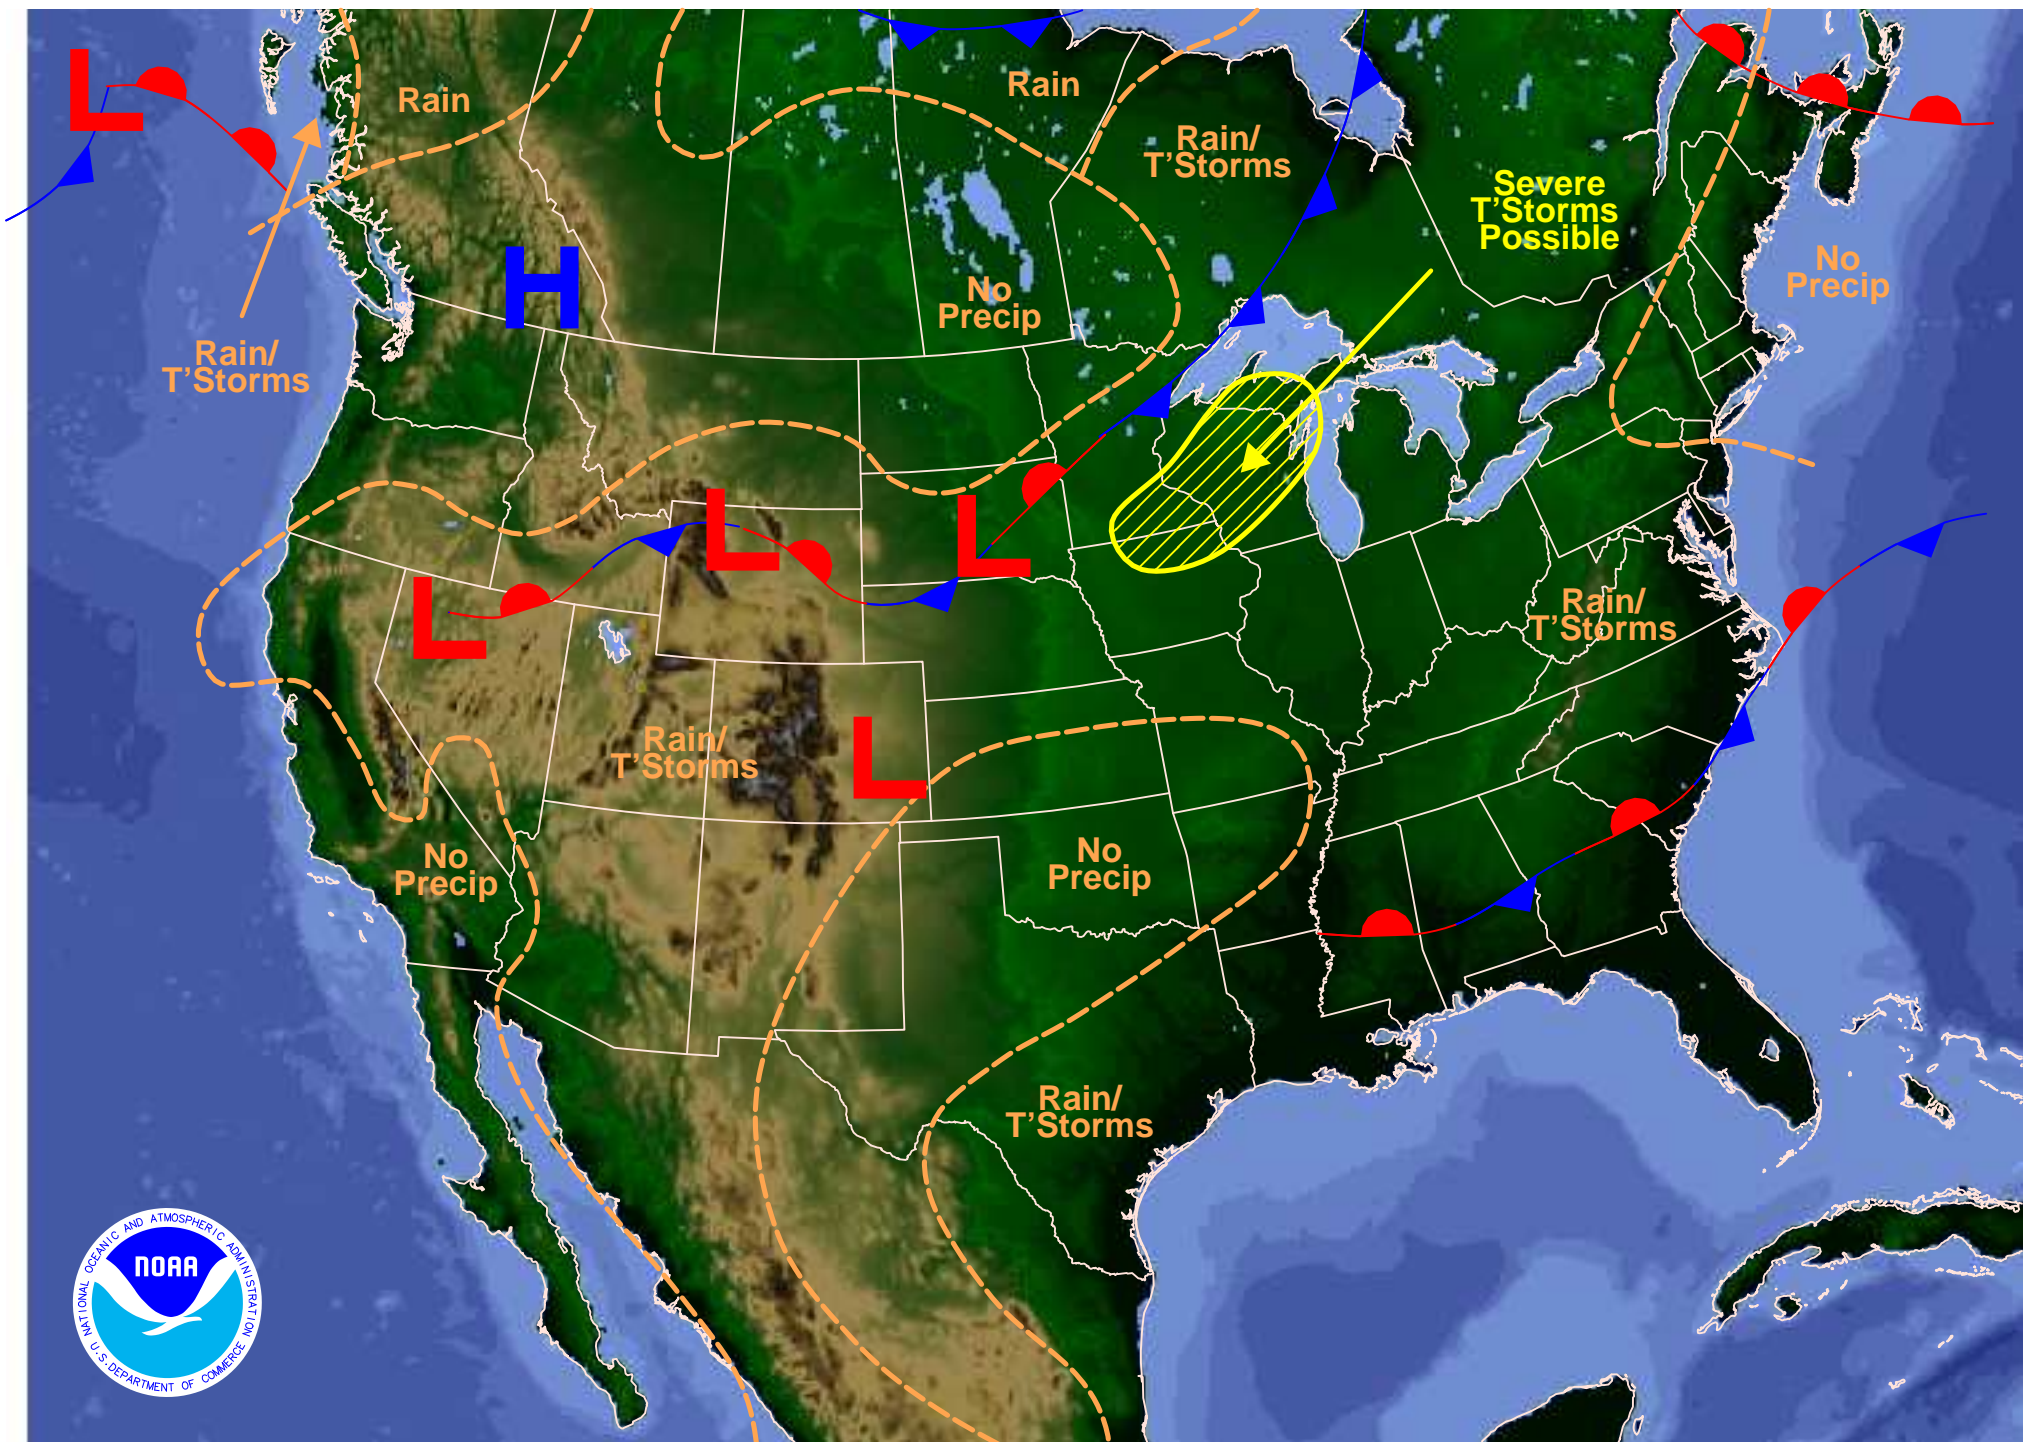 L
Rain
Rain
Rain/
T'Storms
Severe
T'Storms
Possible
No
Precip
H
No
Precip
Rain/
T'Storms
L
L
L
Rain/
T'Storms
L
Rain/
T'Storms
No
Precip
No
Precip
Rain/
T'Storms
NATIONAL OCEANIC AND ATMOSPHERIC ADMINISTRATION
NOAA
U.S. DEPARTMENT OF COMMERCE